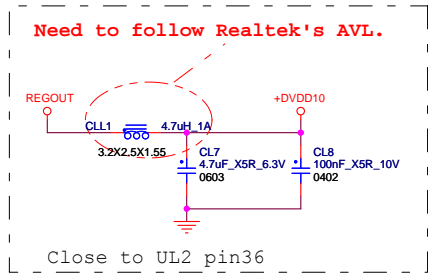 Need to follow Realtek's AVL.
REGOUT
+DVDD10
CLL1 4.7uH_1A
3.2X2.5X1.55
CL7
4.7uF_X5R_6.3V
0603
CL8
100nF_X5R_10V
0402
Close to UL2 pin36